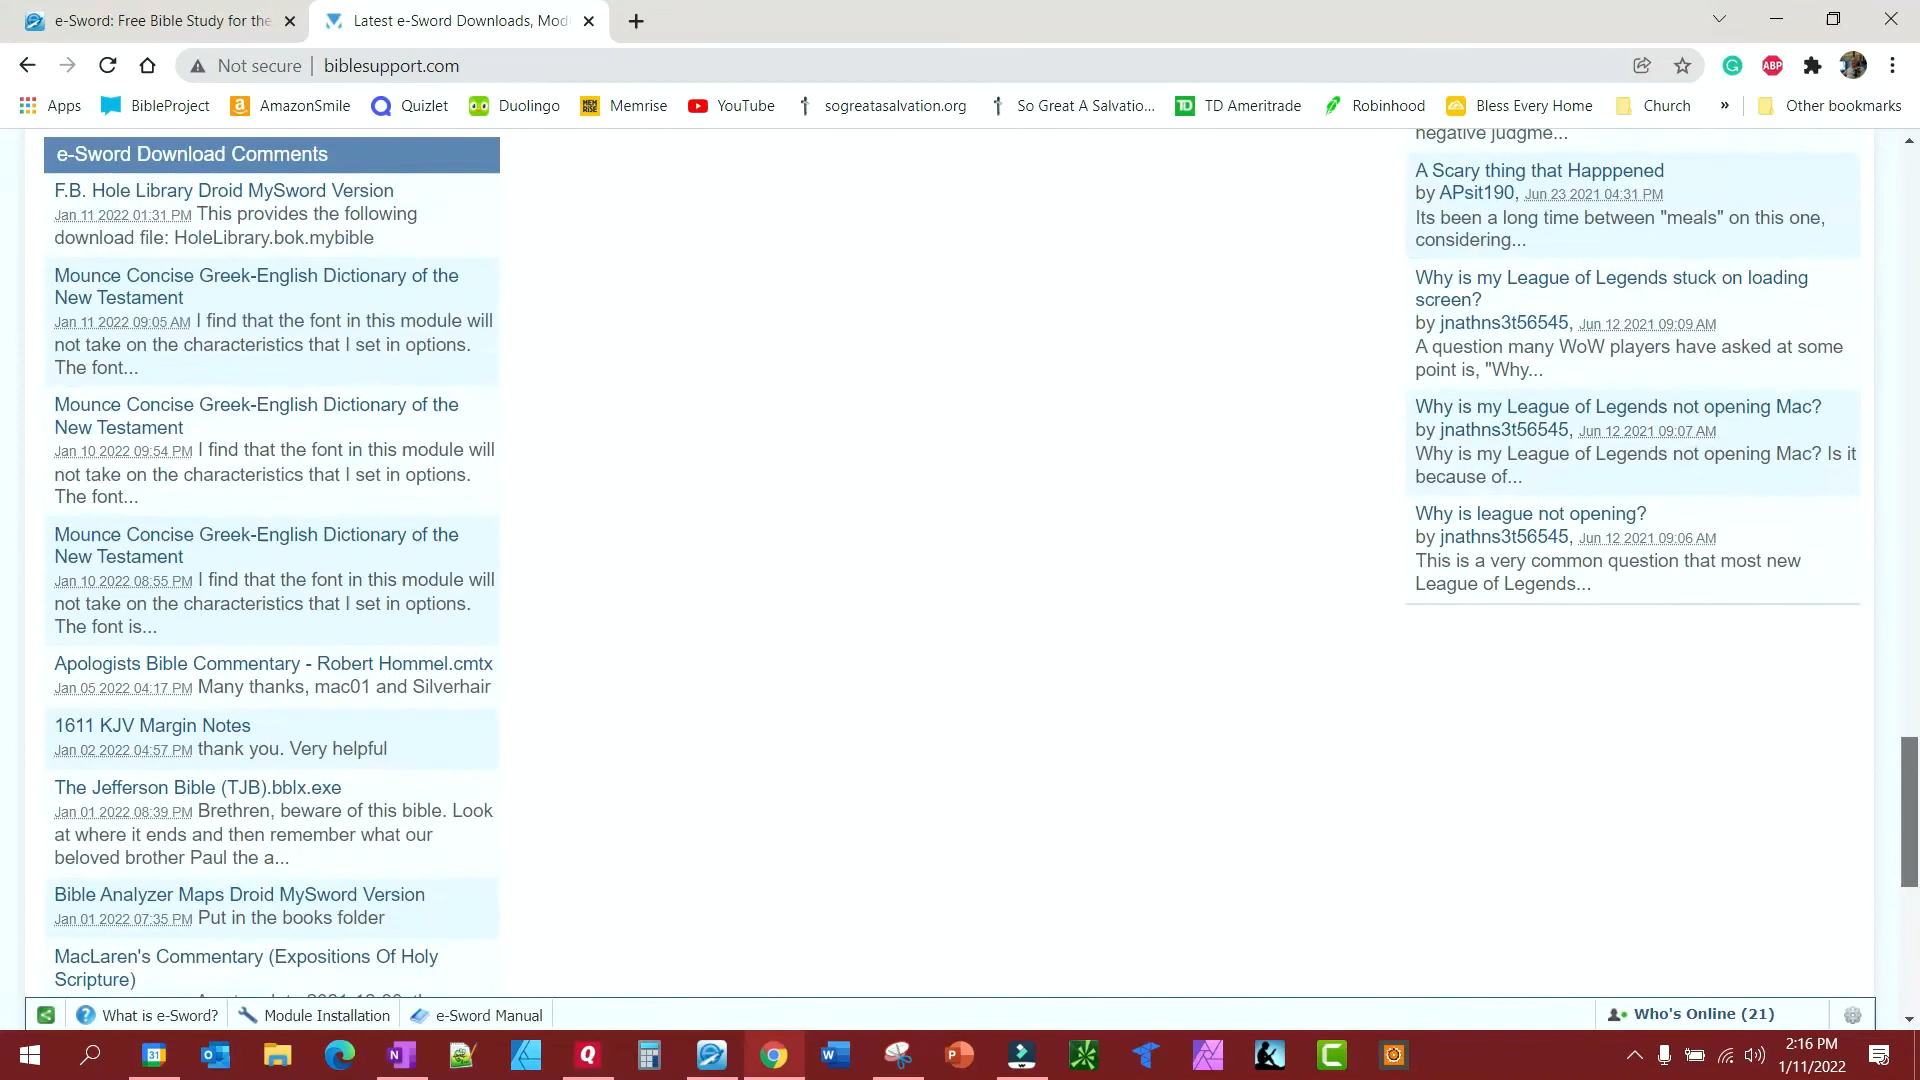 e-Sword: Free Bible Study for the
Latest e-Sword Downloads, Mod
Not secure
biblesupport.com
ABP
Apps
BibleProject
AmazonSmile
Quizlet
Duolingo
Memrise
YouTube
sogreatasalvation.org
So Great A Salvatio...
TD Ameritrade
Robinhood
Bless Every Home
Church
»
Other bookmarks
e-Sword Download Comments
F.B. Hole Library Droid MySword Version
Jan 11 2022 01:31 PM This provides the following
download file: HoleLibrary.bok.mybible
Mounce Concise Greek-English Dictionary of the
New Testament
Jan 11 2022 09:05 AM I find that the font in this module will
not take on the characteristics that I set in options.
The font...
Mounce Concise Greek-English Dictionary of the
New Testament
Jan 10 2022 09:54 PM I find that the font in this module will
not take on the characteristics that I set in options.
The font...
Mounce Concise Greek-English Dictionary of the
New Testament
Jan 10 2022 08:55 PM I find that the font in this module will
not take on the characteristics that I set in options.
The font is...
Apologists Bible Commentary - Robert Hommel.cmtx
Jan 05 2022 04:17 PM Many thanks, mac01 and Silverhair
1611 KJV Margin Notes
Jan 02 2022 04:57 PM thank you. Very helpful
The Jefferson Bible (TJB).bblx.exe
Jan 01 2022 08:39 PM Brethren, beware of this bible. Look
at where it ends and then remember what our
beloved brother Paul the a...
Bible Analyzer Maps Droid MySword Version
Jan 01 2022 07:35 PM Put in the books folder
MacLaren's Commentary (Expositions Of Holy
Scripture)
negative judgme...
A Scary thing that Happpened
by APsit190, Jun 23 2021 04:31 PM
Its been a long time between "meals" on this one,
considering...
Why is my League of Legends stuck on loading
screen?
by jnathns3t56545, Jun 12 2021 09:09 AM
A question many WoW players have asked at some
point is, "Why...
Why is my League of Legends not opening Mac?
by jnathns3t56545, Jun 12 2021 09:07 AM
Why is my League of Legends not opening Mac? Is it
because of...
Why is league not opening?
by jnathns3t56545, Jun 12 2021 09:06 AM
This is a very common question that most new
League of Legends...
What is e-Sword?
Module Installation
e-Sword Manual
Who's Online (21)
2:16 PM
1/11/2022